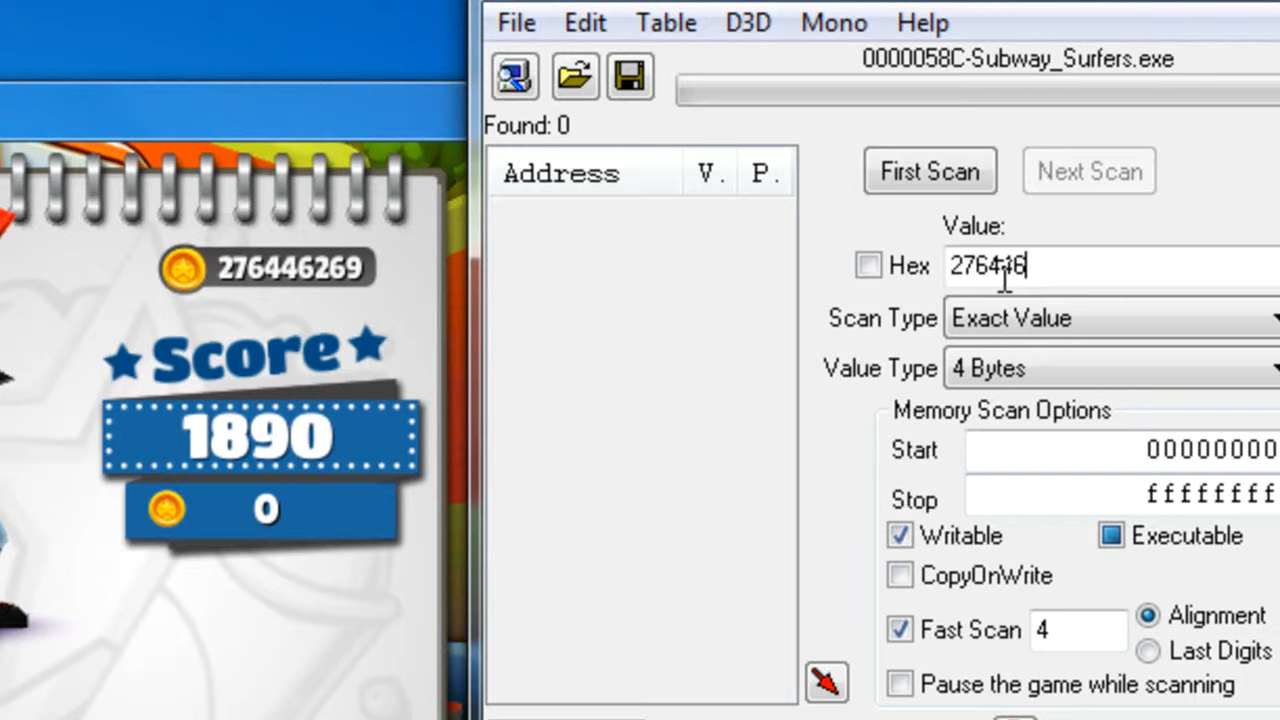 File Edit Table D3D Mono Help
0000058C-Subway_Surfers.exe
Found: 0
Address V. P.
First Scan Next Scan
Value:
Hex 276446
Scan Type Exact Value
Value Type 4 Bytes
Memory Scan Options
Start 00000000
Stop ffffffff
Writable Executable
CopyOnWrite
Fast Scan 4 Alignment
Last Digits
Pause the game while scanning
276446269
Score
1890
0